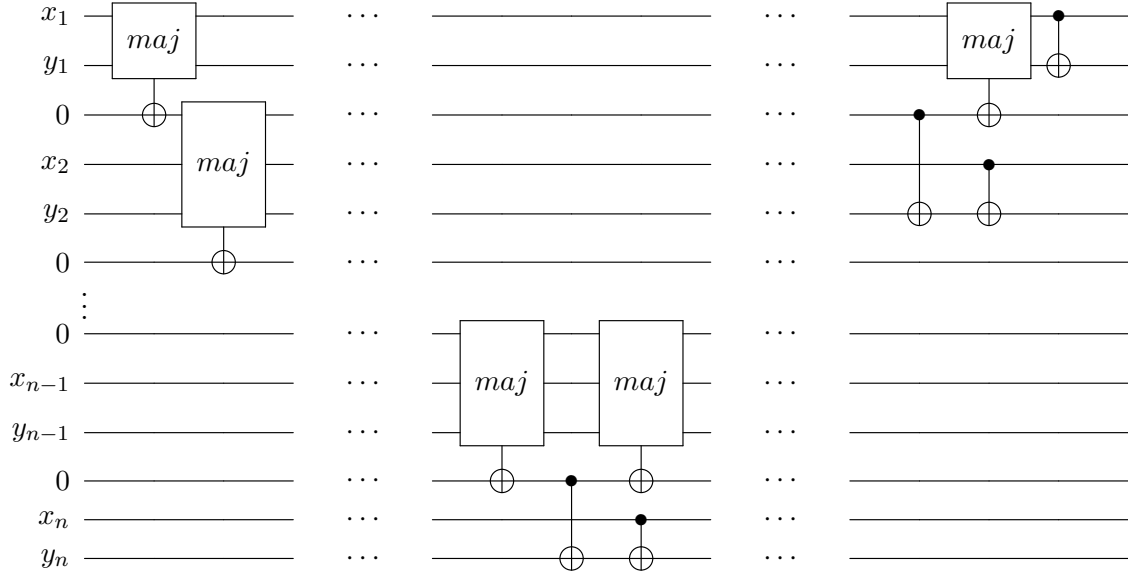 x₁ maj ⋯ ⋯ maj
y₁ ⋯ ⋯
0 ⋯ ⋯
x₂ maj ⋯ ⋯
y₂ ⋯ ⋯
0 ⋯ ⋯
⋮
0 ⋯ ⋯
xₙ₋₁ ⋯ maj maj ⋯
yₙ₋₁ ⋯ ⋯
0 ⋯ ⋯
xₙ ⋯ ⋯
yₙ ⋯ ⋯